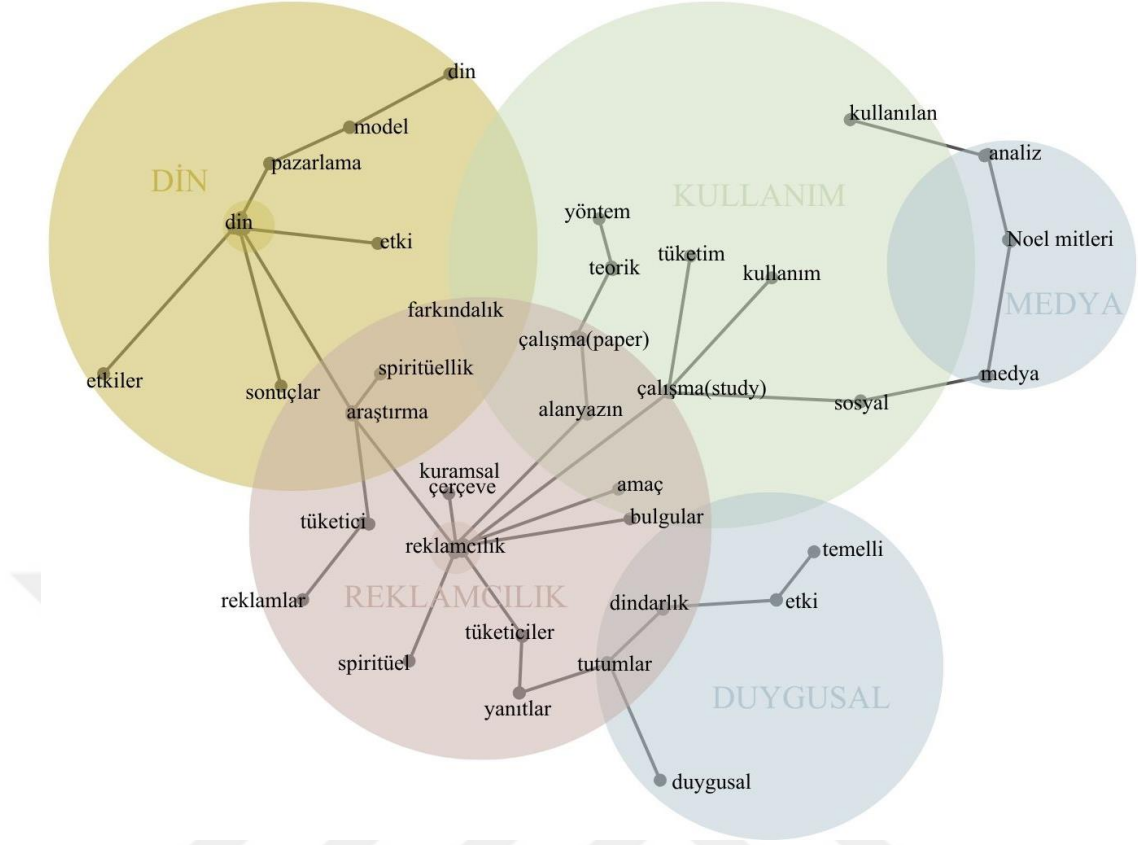 din
model
pazarlama
DİN
din
etki
etkiler
sonuçlar
farkındalık
spiritüellik
araştırma
kullanılan
analiz
KULLANIM
yöntem
tüketim
teorik
kullanım
Noel mitleri
MEDYA
çalışma(paper)
çalışma(study)
medya
sosyal
alanyazın
kuramsal
çerçeve
amaç
bulgular
tüketiçi
reklamcılık
temelli
reklamlar
REKLAMCILIK
dindarlık
etki
tüketiçiler
spiritüel
tutumlar
yanıtlar
DUYGUSAL
duygusal